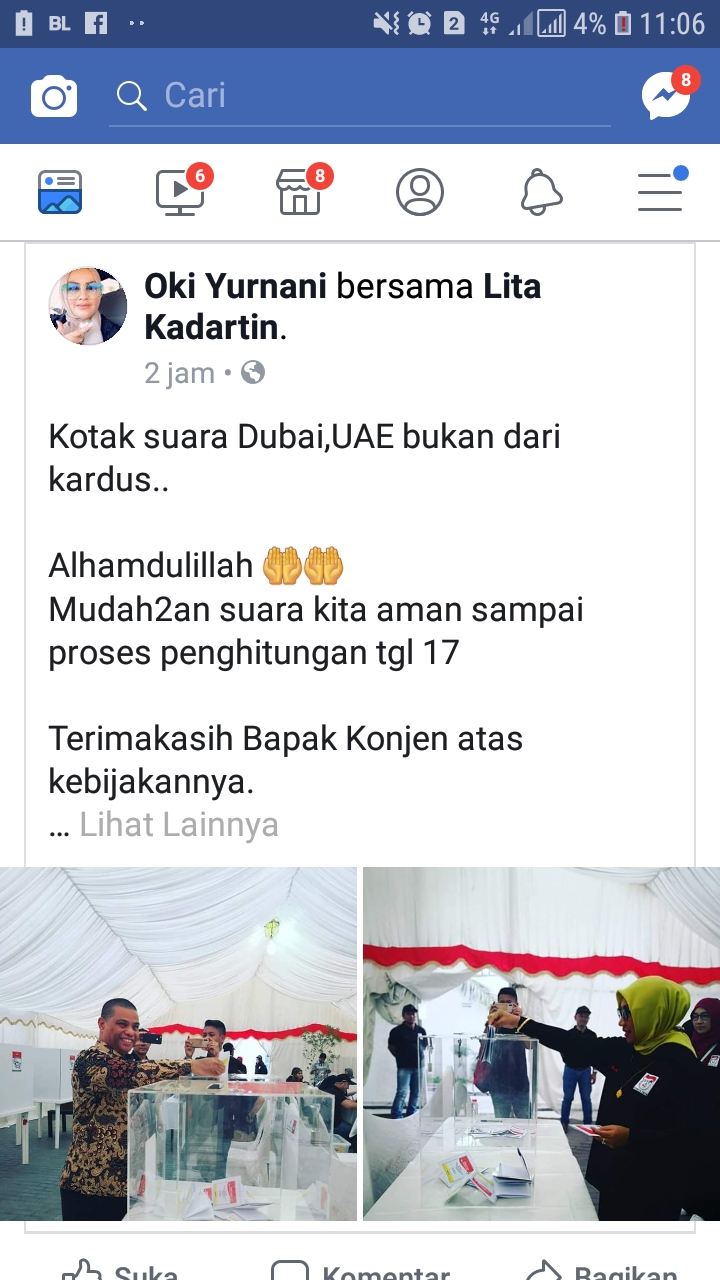 BL
2 4G 4% 11:06
Cari
8
6
8
Oki Yurnani bersama Lita
Kadartin.
2 jam •
Kotak suara Dubai,UAE bukan dari
kardus..
Alhamdulillah 🤲🤲
Mudah2an suara kita aman sampai
proses penghitungan tgl 17
Terimakasih Bapak Konjen atas
kebijakannya.
... Lihat Lainnya
Suka Komentar Bagikan